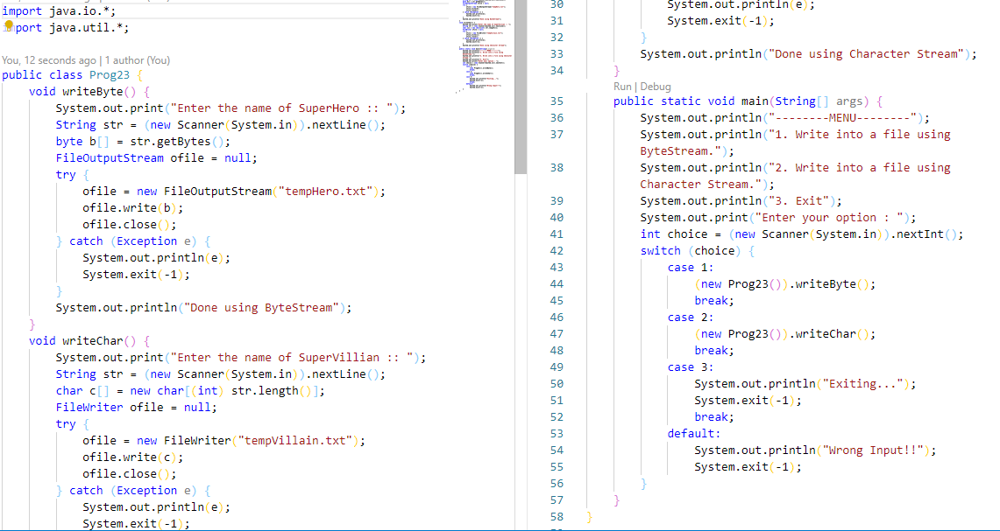 import java.io.*;
import java.util.*;
You, 12 seconds ago | 1 author (You)
public class Prog23 {
    void writeByte() {
        System.out.print("Enter the name of SuperHero :: ");
        String str = (new Scanner(System.in)).nextLine();
        byte b[] = str.getBytes();
        FileOutputStream ofile = null;
        try {
            ofile = new FileOutputStream("tempHero.txt");
            ofile.write(b);
            ofile.close();
        } catch (Exception e) {
            System.out.println(e);
            System.exit(-1);
        }
        System.out.println("Done using ByteStream");
    }
    void writeChar() {
        System.out.print("Enter the name of SuperVillian :: ");
        String str = (new Scanner(System.in)).nextLine();
        char c[] = new char[(int) str.length()];
        FileWriter ofile = null;
        try {
            ofile = new FileWriter("tempVillain.txt");
            ofile.write(c);
            ofile.close();
        } catch (Exception e) {
            System.out.println(e);
            System.exit(-1);
30 System.out.println(e);
31 System.exit(-1);
32 }
33 System.out.println("Done using Character Stream");
34 }
Run | Debug
35 public static void main(String[] args) {
36 System.out.println("--------MENU--------");
37 System.out.println("1. Write into a file using
ByteStream.");
38 System.out.println("2. Write into a file using
Character Stream.");
39 System.out.println("3. Exit");
40 System.out.print("Enter your option : ");
41 int choice = (new Scanner(System.in)).nextInt();
42 switch (choice) {
43 case 1:
44 (new Prog23()).writeByte();
45 break;
46 case 2:
47 (new Prog23()).writeChar();
48 break;
49 case 3:
50 System.out.println("Exiting...");
51 System.exit(-1);
52 break;
53 default:
54 System.out.println("Wrong Input!!");
55 System.exit(-1);
56 }
57 }
58 }